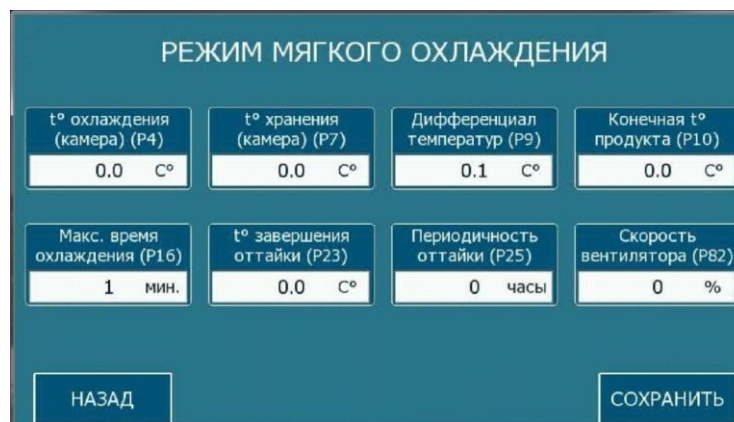 РЕЖИМ МЯГКОГО ОХЛАЖДЕНИЯ
t° охлаждения
(камера) (P4)
0.0 C°
t° хранения
(камера) (P7)
0.0 C°
Дифференциал
температур (P9)
0.1 C°
Конечная t°
продукта (P10)
0.0 C°
Макс. время
охлаждения (P16)
1 мин.
t° завершения
оттайки (P23)
0.0 C°
Периодичность
оттайки (P25)
0 часы
Скорость
вентилятора (P82)
0 %
НАЗАД
СОХРАНИТЬ